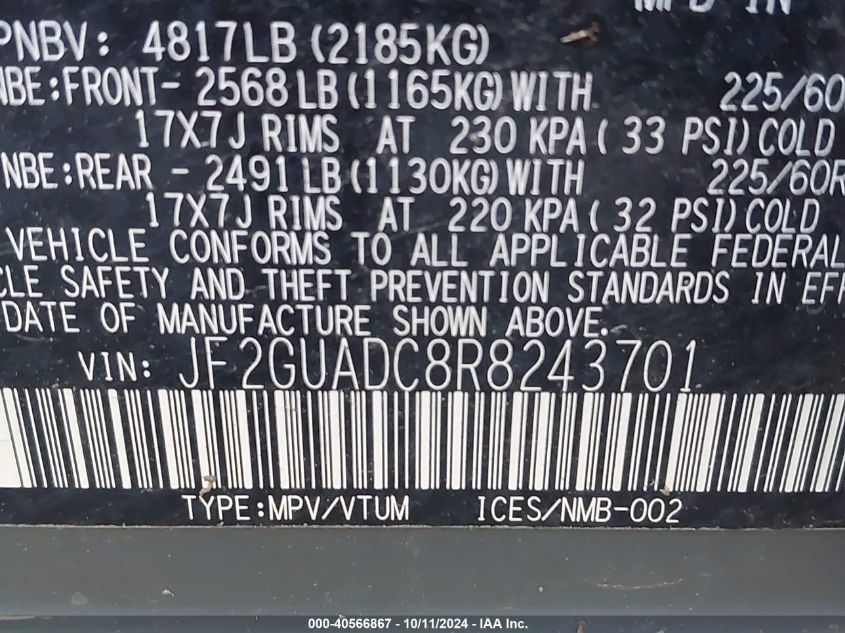 MFD IN
PNBV: 4817LB (2185KG)
NBE:FRONT- 2568 LB (1165KG) WITH 225/60
17X7J RIMS AT 230 KPA ( 33 PSI) COLD
NBE:REAR - 2491 LB (1130KG) WITH 225/60R
17X7J RIMS AT 220 KPA ( 32 PSI) COLD
VEHICLE CONFORMS TO ALL APPLICABLE FEDERAL
CLE SAFETY AND THEFT PREVENTION STANDARDS IN EFF
DATE OF MANUFACTURE SHOWN ABOVE.
VIN: JF2GUADC8R8243701
TYPE:MPV/VTUM ICES/NMB-002
000-40566867 - 10/11/2024 - IAA Inc.